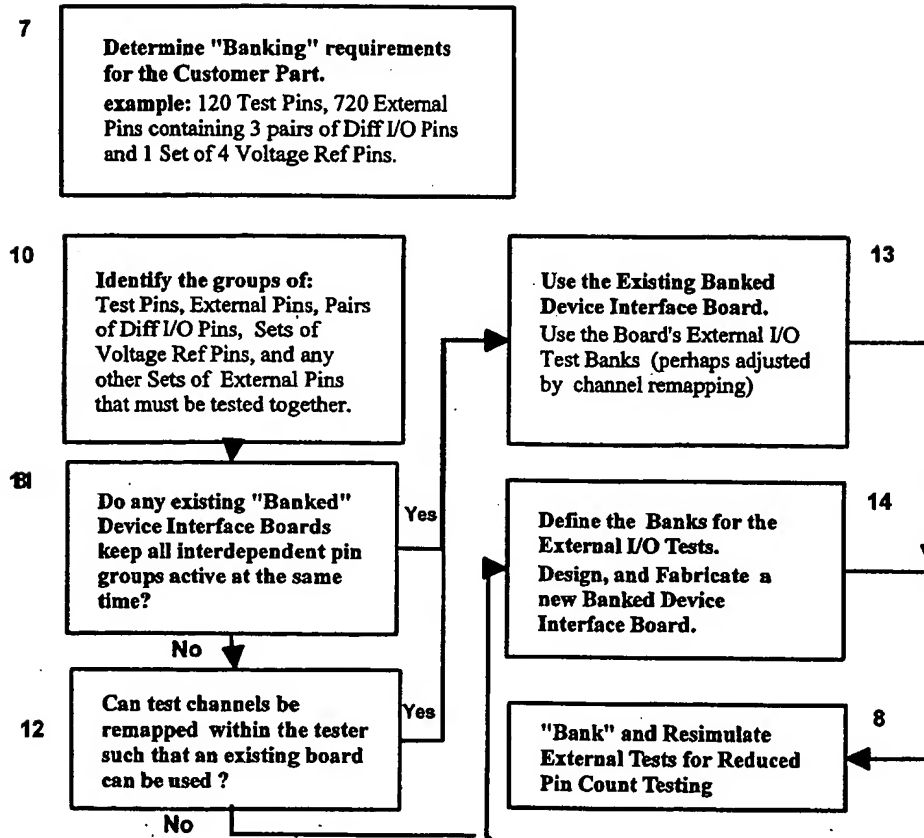 7
Determine "Banking" requirements
for the Customer Part.
example: 120 Test Pins, 720 External
Pins containing 3 pairs of Diff I/O Pins
and 1 Set of 4 Voltage Ref Pins.
10
Identify the groups of:
Test Pins, External Pins, Pairs
of Diff I/O Pins, Sets of
Voltage Ref Pins, and any
other Sets of External Pins
that must be tested together.
Do any existing "Banked"
Device Interface Boards
keep all interdependent pin
groups active at the same
time?
Yes
No
12
Can test channels be
remapped within the tester
such that an existing board
can be used ?
Yes
No
13
Use the Existing Banked
Device Interface Board.
Use the Board's External I/O
Test Banks (perhaps adjusted
by channel remapping)
14
Define the Banks for the
External I/O Tests.
Design, and Fabricate a
new Banked Device
Interface Board.
8
"Bank" and Resimulate
External Tests for Reduced
Pin Count Testing